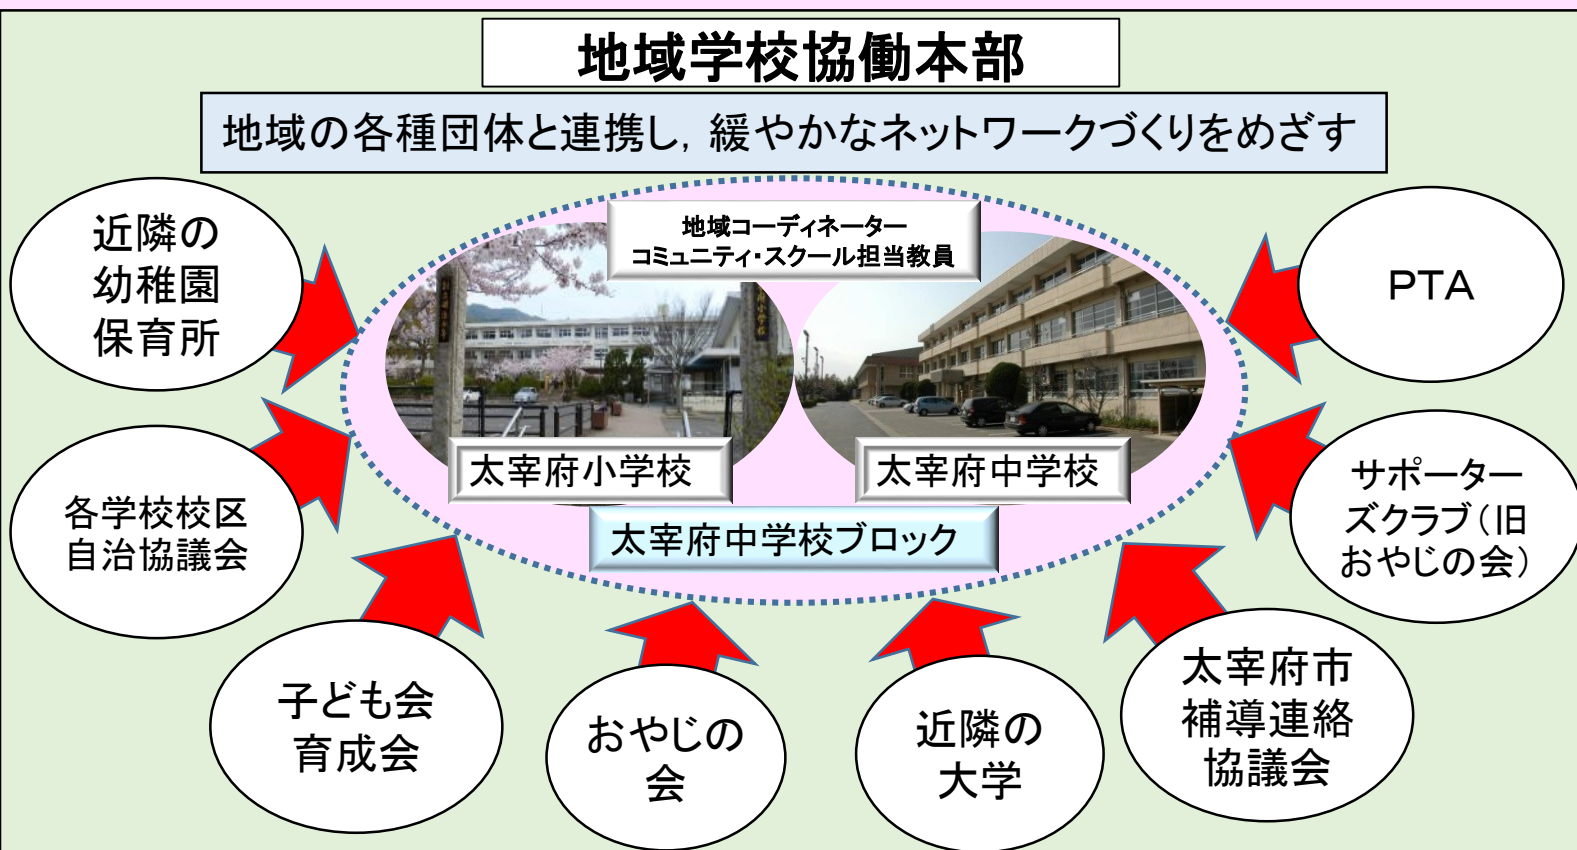 地域学校協働本部
地域の各種団体と連携し，緩やかなネットワークづくりをめざす
地域コーディネーター
コミュニティ・スクール担当教員
太宰府小学校
太宰府中学校
太宰府中学校ブロック
近隣の
幼稚園
保育所
各学校校区
自治協議会
子ども会
育成会
おやじの
会
近隣の
大学
太宰府市
補導連絡
協議会
サポーター
ズクラブ（旧
おやじの会）
PTA